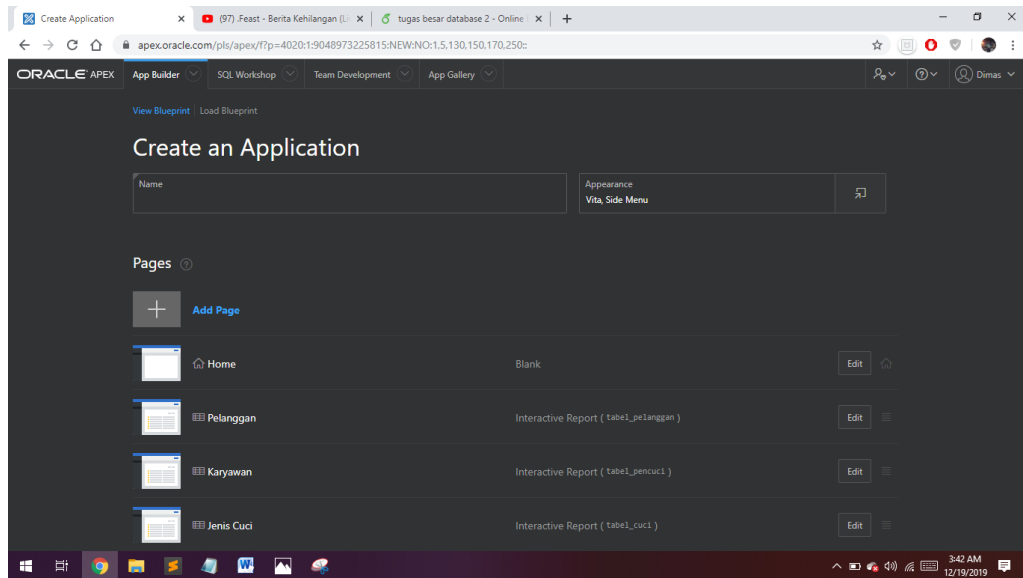 Create Application
(97) .Feast - Berita Kehilangan (Li
tugas besar database 2 - Online
apex.oracle.com/pls/apex/f?p=4020:1:9048973225815:NEW:NO:1,5,130,150,170,250::
ORACLE APEX App Builder SQL Workshop Team Development App Gallery Dimas
View Blueprint | Load Blueprint
Create an Application
Name
Appearance
Vita, Side Menu
Pages
Add Page
Home Blank Edit
Pelanggan Interactive Report ( tabel_pelanggan ) Edit
Karyawan Interactive Report ( tabel_pencuci ) Edit
Jenis Cuci Interactive Report ( tabel_cuci ) Edit
3:42 AM
12/19/2019